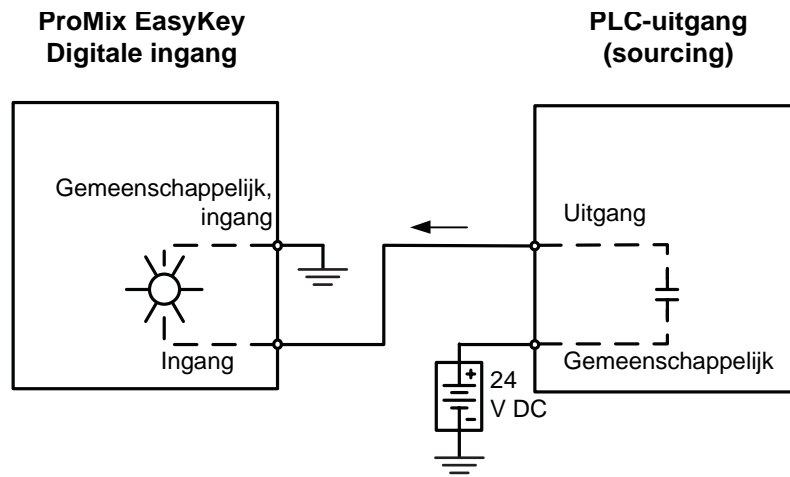 ProMix EasyKey
Digitale ingang
PLC-uitgang
(sourcing)
Gemeenschappelijk,
ingang
Ingang
Uitgang
Gemeenschappelijk
+
24
V DC
-